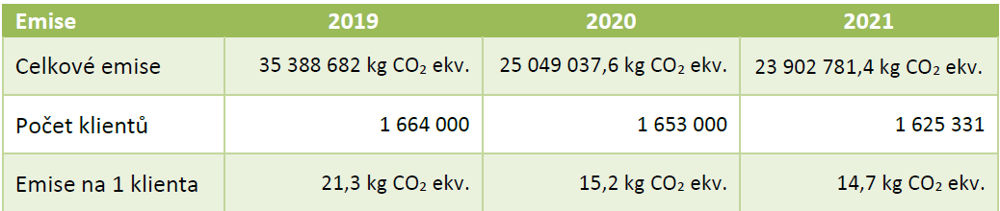 Emise 2019 2020 2021
Celkové emise 35 388 682 kg CO₂ ekv. 25 049 037,6 kg CO₂ ekv. 23 902 781,4 kg CO₂ ekv.
Počet klientů 1 664 000 1 653 000 1 625 331
Emise na 1 klienta 21,3 kg CO₂ ekv. 15,2 kg CO₂ ekv. 14,7 kg CO₂ ekv.